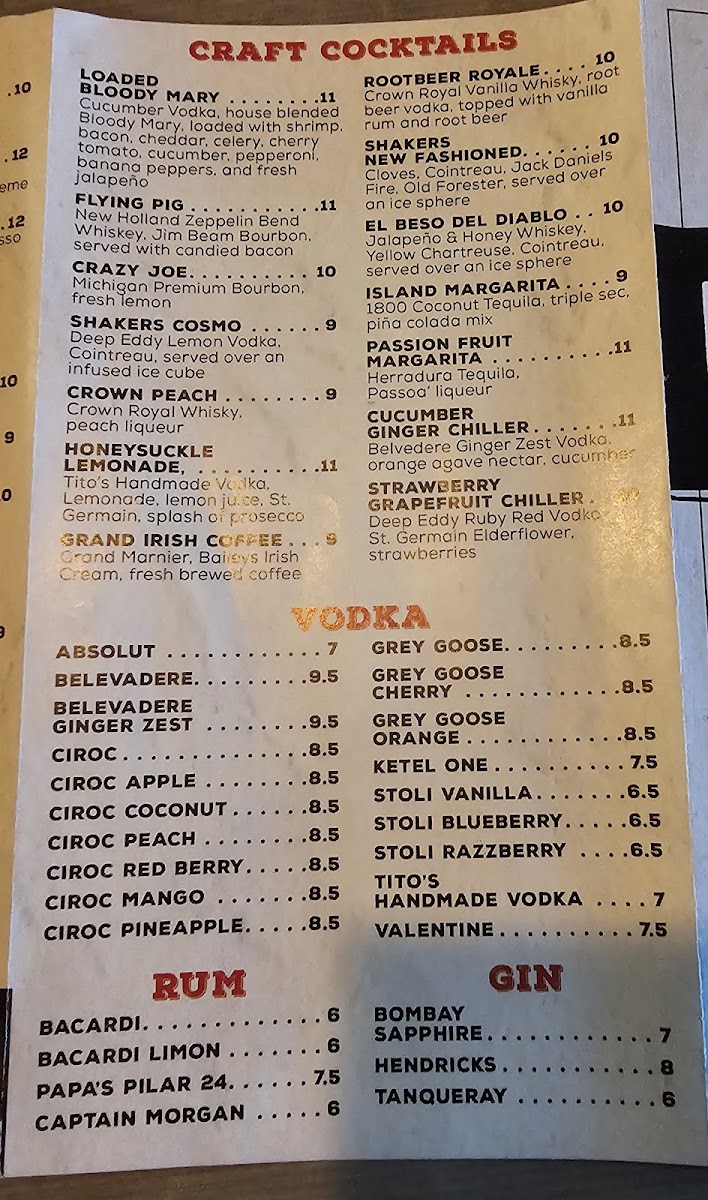 .10
.12
eme
.12
sso
10
9
.0
9
CRAFT COCKTAILS
LOADED
BLOODY MARY . . . . . . . .11
Cucumber Vodka, house blended
Bloody Mary, loaded with shrimp,
bacon, cheddar, celery, cherry
tomato, cucumber, pepperoni,
banana peppers, and fresh
jalapeño
FLYING PIG . . . . . . . . . . . .11
New Holland Zeppelin Bend
Whiskey, Jim Beam Bourbon,
served with candied bacon
CRAZY JOE. . . . . . . . . . 10
Michigan Premium Bourbon,
fresh lemon
SHAKERS COSMO . . . . . . 9
Deep Eddy Lemon Vodka,
Cointreau, served over an
infused ice cube
CROWN PEACH . . . . . . . . 9
Crown Royal Whisky,
peach liqueur
HONEYSUCKLE
LEMONADE, . . . . . . . . . .11
Tito's Handmade Vodka,
Lemonade, lemon juice, St.
Germain, splash of prosecco
GRAND IRISH COFFEE . . . 9
Grand Marnier, Baileys Irish
Cream, fresh brewed coffee
ROOTBEER ROYALE. . . . 10
Crown Royal Vanilla Whisky, root
beer vodka, topped with vanilla
rum and root beer
SHAKERS
NEW FASHIONED. . . . . . 10
Cloves, Cointreau, Jack Daniels
Fire, Old Forester, served over
an ice sphere
EL BESO DEL DIABLO . . 10
Jalapeño & Honey Whiskey,
Yellow Chartreuse, Cointreau,
served over an ice sphere
ISLAND MARGARITA . . . . 9
1800 Coconut Tequila, triple sec,
piña colada mix
PASSION FRUIT
MARGARITA . . . . . . . . . .11
Herradura Tequila,
Passoa' liqueur
CUCUMBER
GINGER CHILLER. . . . . . .11
Belvedere Ginger Zest Vodka,
orange agave nectar, cucumber
STRAWBERRY
GRAPEFRUIT CHILLER .
Deep Eddy Ruby Red Vodka,
St. Germain Elderflower,
strawberries
VODKA
ABSOLUT . . . . . . . . . . . . 7
BELEVADERE. . . . . . . . .9.5
BELEVADERE
GINGER ZEST . . . . . . . .9.5
CIROC. . . . . . . . . . . . . . .8.5
CIROC APPLE . . . . . . . .8.5
CIROC COCONUT. . . . . .8.5
CIROC PEACH . . . . . . . .8.5
CIROC RED BERRY. . . . .8.5
CIROC MANGO . . . . . . .8.5
CIROC PINEAPPLE. . . . .8.5
GREY GOOSE. . . . . . . . .8.5
GREY GOOSE
CHERRY . . . . . . . . . . . .8.5
GREY GOOSE
ORANGE. . . . . . . . . . . .8.5
KETEL ONE. . . . . . . . . . 7.5
STOLI VANILLA. . . . . . .6.5
STOLI BLUEBERRY. . . . .6.5
STOLI RAZZBERRY . . . .6.5
TITO'S
HANDMADE VODKA . . . . 7
VALENTINE. . . . . . . . . . 7.5
RUM
BACARDI. . . . . . . . . . . . . 6
BACARDI LIMON . . . . . . . 6
PAPA'S PILAR 24. . . . . . 7.5
CAPTAIN MORGAN . . . . . 6
GIN
BOMBAY
SAPPHIRE. . . . . . . . . . . . 7
HENDRICKS. . . . . . . . . . . 8
TANQUERAY . . . . . . . . . . 6